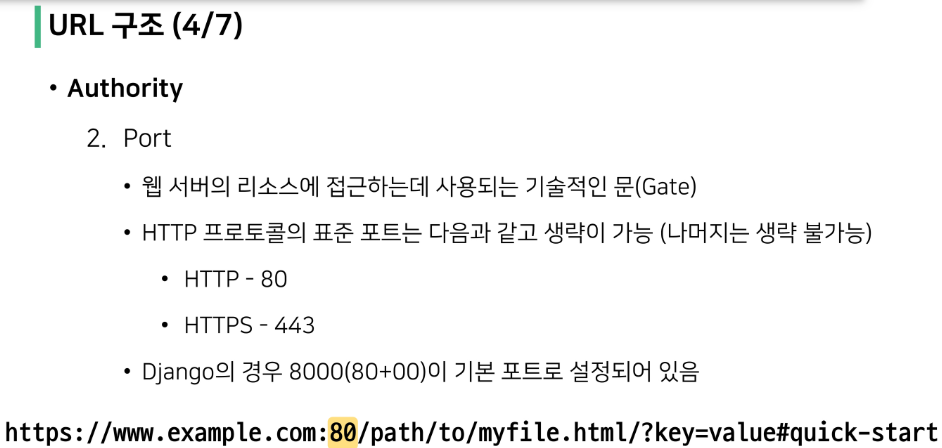 URL 구조 (4/7)
• Authority
2. Port
• 웹 서버의 리소스에 접근하는데 사용되는 기술적인 문(Gate)
• HTTP 프로토콜의 표준 포트는 다음과 같고 생략이 가능 (나머지는 생략 불가능)
• HTTP - 80
• HTTPS - 443
• Django의 경우 8000(80+00)이 기본 포트로 설정되어 있음
https://www.example.com:80/path/to/myfile.html/?key=value#quick-start